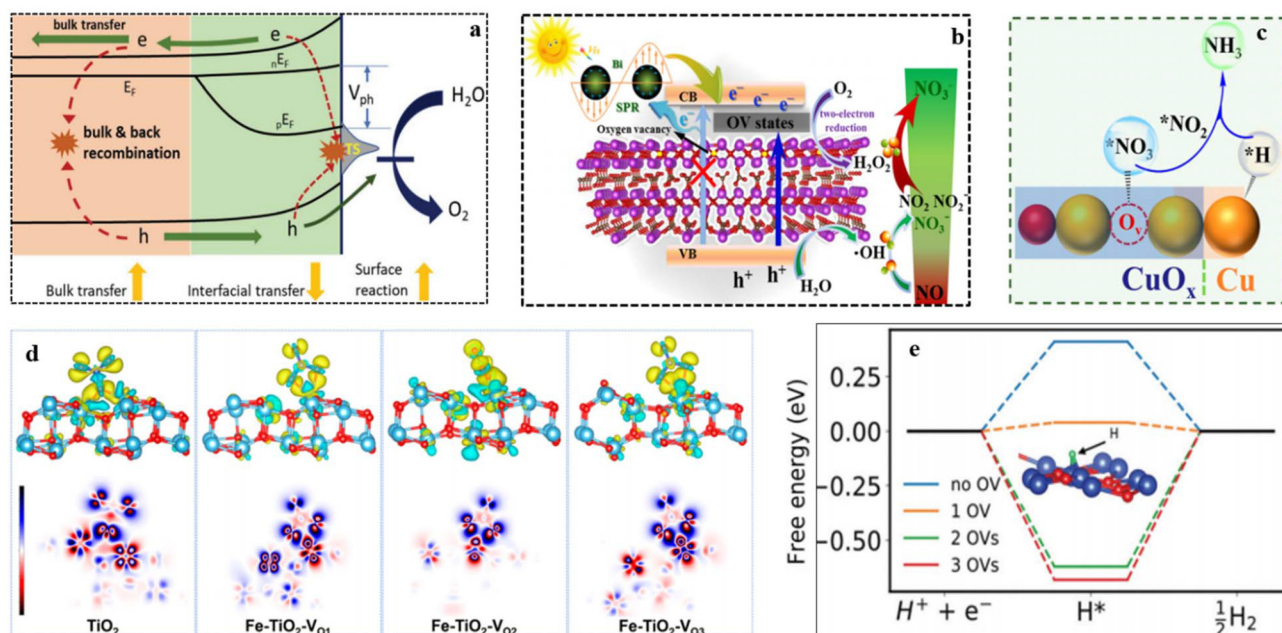 a
bulk transfer
e
e
nEF
EF
Vph
pEF
H2O
bulk & back
recombination
TS
O2
h
h
Bulk transfer
Interfacial transfer
Surface
reaction
b
Bi
SPR
CB
e- e- e-
O2
NO3-
e-
OV states
two-electron
reduction
Oxygen vacancy
H2O2
NO2 NO2-
NO3-
·OH
VB
h+ h+
H2O
NO
c
NH3
*NO2
*NO3
*H
Ov
CuOx Cu
d
TiO2
Fe-TiO2-VO1
Fe-TiO2-VO2
Fe-TiO2-VO3
e
Free energy (eV)
0.25
0.00
−0.25
−0.50
H
no OV
1 OV
2 OVs
3 OVs
H+ + e−
H*
½H2